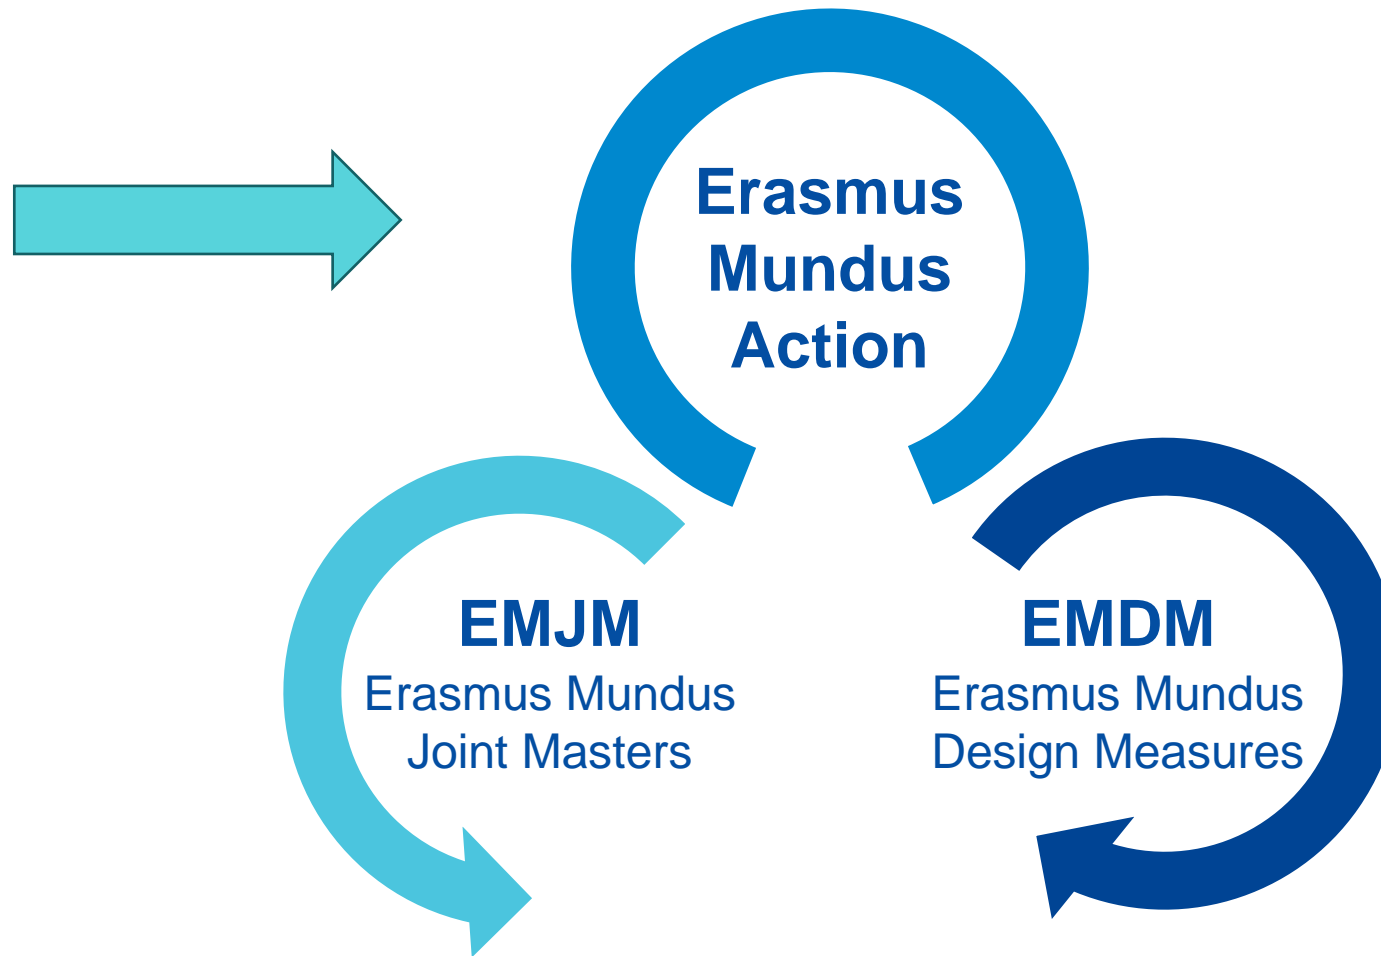 Erasmus
Mundus
Action
EMJM
Erasmus Mundus
Joint Masters
EMDM
Erasmus Mundus
Design Measures